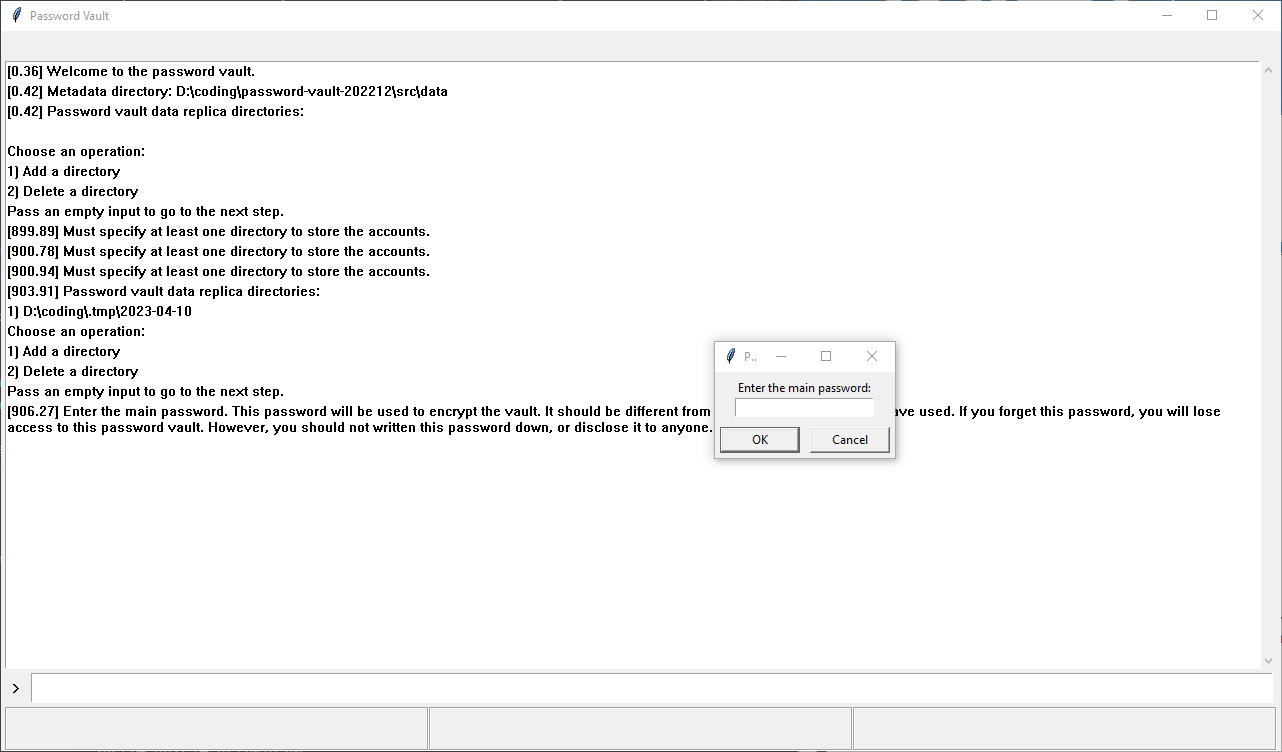 Password Vault
[0.36] Welcome to the password vault.
[0.42] Metadata directory: D:\coding\password-vault-202212\src\data
[0.42] Password vault data replica directories:
Choose an operation:
1) Add a directory
2) Delete a directory
Pass an empty input to go to the next step.
[899.89] Must specify at least one directory to store the accounts.
[900.78] Must specify at least one directory to store the accounts.
[900.94] Must specify at least one directory to store the accounts.
[903.91] Password vault data replica directories:
1) D:\coding\.tmp\2023-04-10
Choose an operation:
1) Add a directory
2) Delete a directory
Pass an empty input to go to the next step.
[906.27] Enter the main password. This password will be used to encrypt the vault. It should be different from ave used. If you forget this password, you will lose
access to this password vault. However, you should not written this password down, or disclose it to anyone.
P..
Enter the main password:
OK Cancel
>